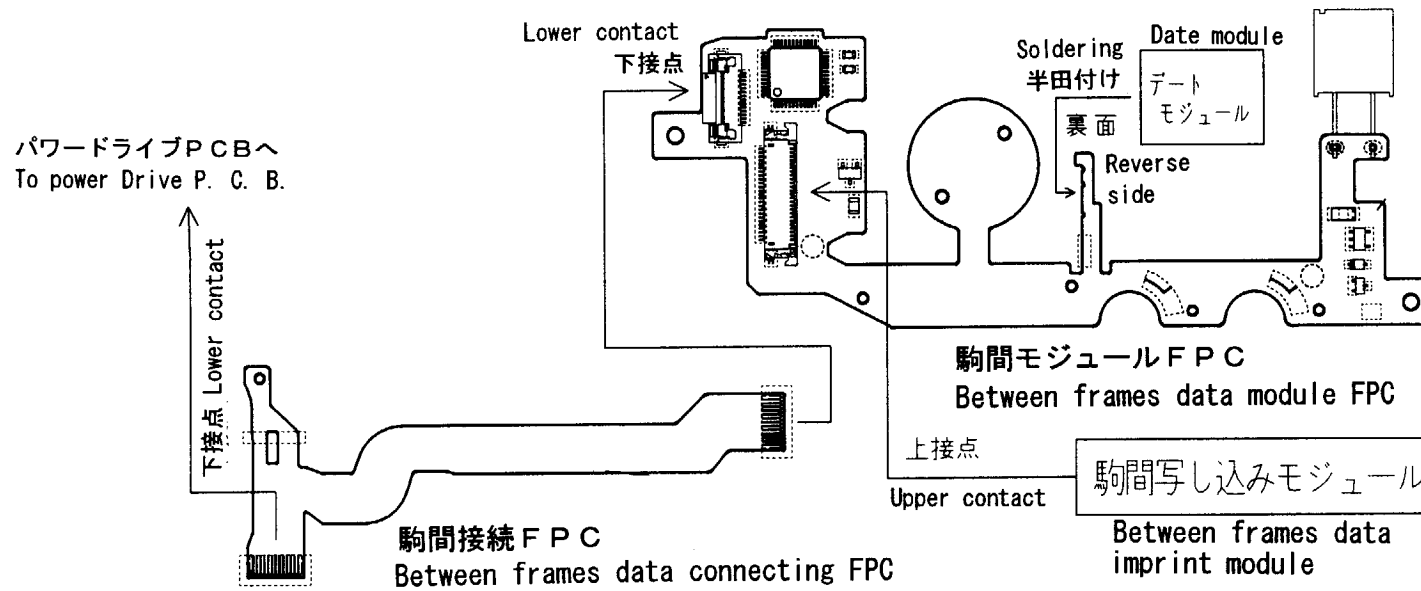 Lower contact
下接点
Soldering
半田付け
Date module
デート
モジュール
裏面
Reverse
side
パワードライブPCBへ
To power Drive P. C. B.
下接点 Lower contact
駒間モジュールFPC
Between frames data module FPC
上接点
Upper contact
駒間写し込みモジュール
Between frames data
imprint module
駒間接続FPC
Between frames data connecting FPC